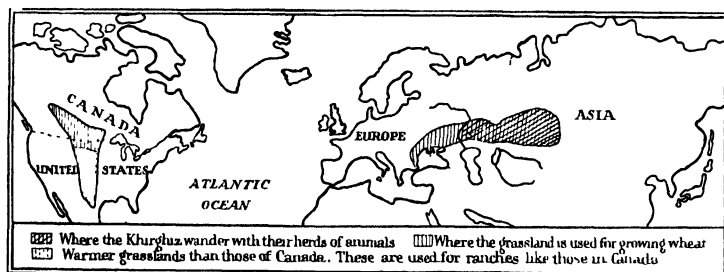 CANADA
UNITED STATES
ATLANTIC
OCEAN
EUROPE
ASIA
Where the Khirghiz wander with their herds of animals Where the grassland is used for growing wheat
Warmer grasslands than those of Canada. These are used for ranches like those in Canada